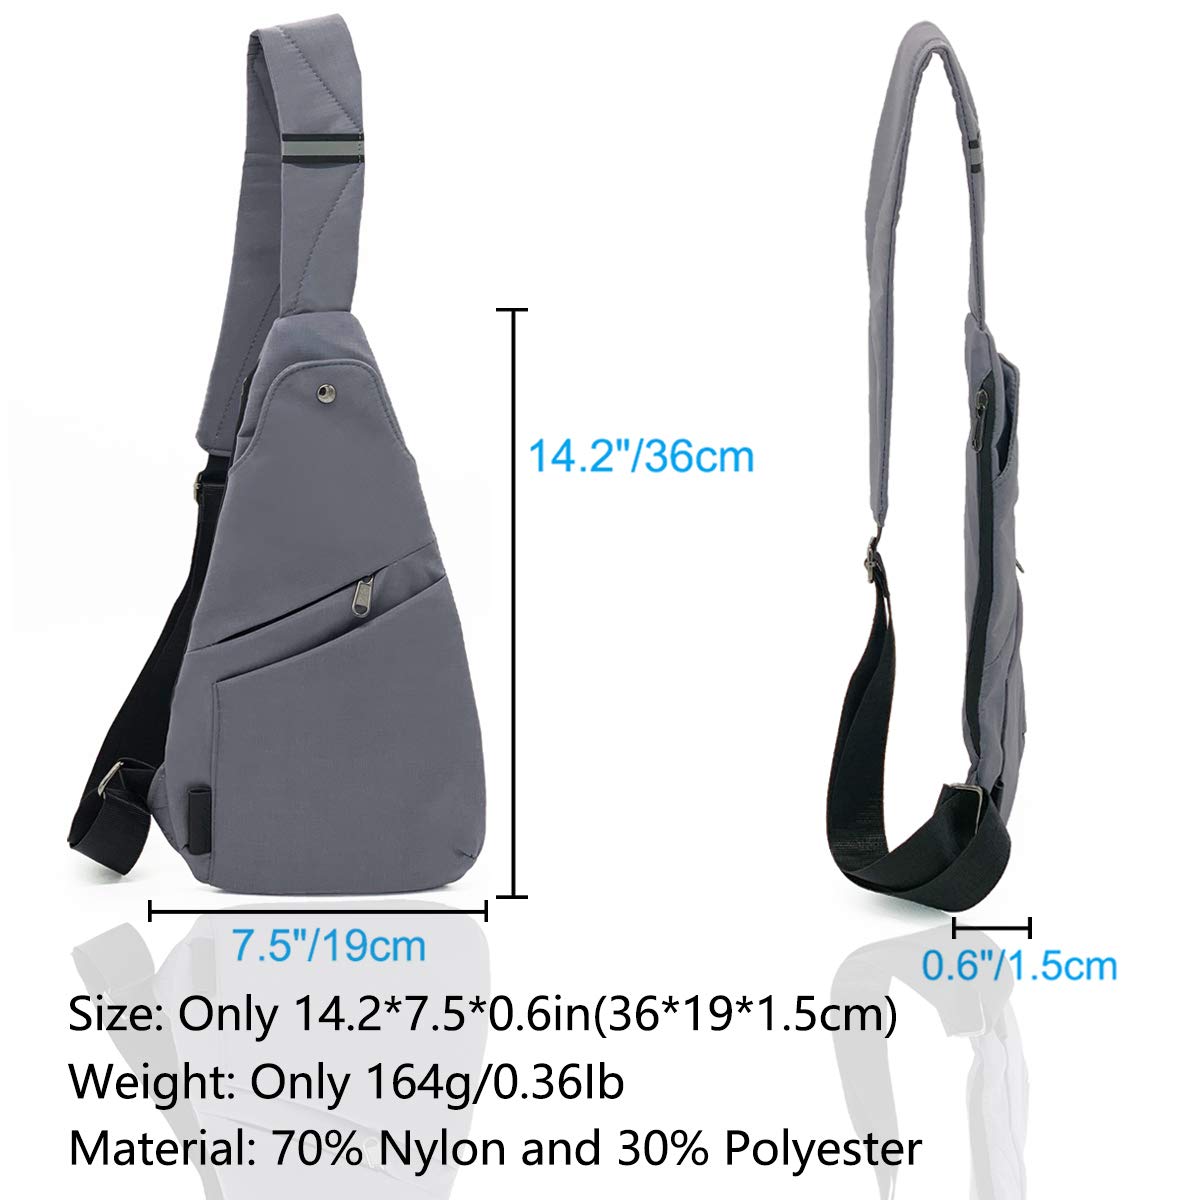 14.2"/36cm
7.5"/19cm
0.6"/1.5cm
Size: Only 14.2*7.5*0.6in(36*19*1.5cm)
Weight: Only 164g/0.36Ib
Material: 70% Nylon and 30% Polyester